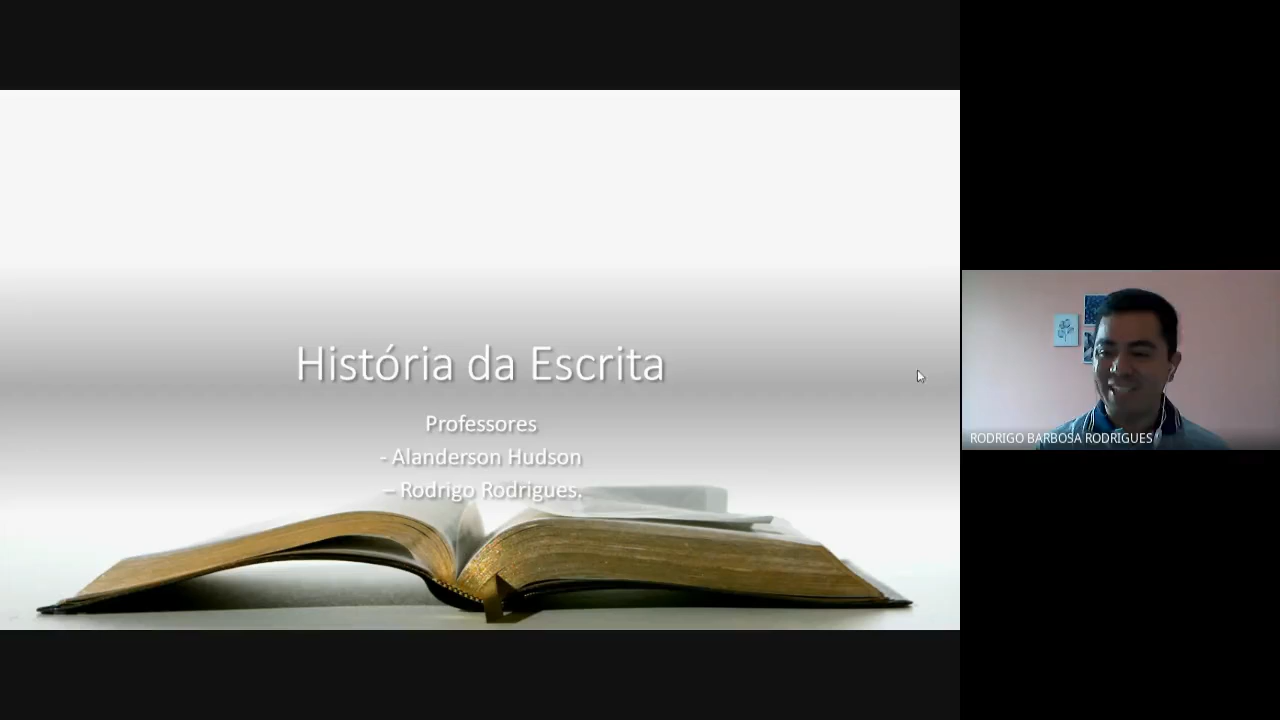 História da Escrita
Professores
- Alanderson Hudson
– Rodrigo Rodrigues.
RODRIGO BARBOSA RODRIGUES